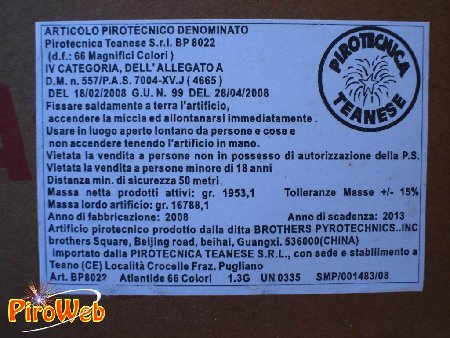 ARTICOLO PIROTECNICO DENOMINATO
Pirotecnica Teanese S.r.l. BP 8022
(d.f.: 66 Magnifici Colori)
IV CATEGORIA, DELL'ALLEGATO A
D.M. n. 557/P.A.S. 7004-XV.J ( 4665)
DEL 18/02/2008 G.U.N. 99 DEL 28/04/2008
Fissare saldamente a terra l'artificio,
accendere la miccia ed allontanarsi immediatamente .
Usare in luogo aperto lontano da persone e cose e
non accendere tenendo l'artificio in mano.
Vietata la vendita a persone non in possesso di autorizzazione della P.S.
Vietata la vendita a persone minore di 18 anni
Distanza min. di sicurezza 50 metri
Massa netta prodotti attivi: gr. 1953,1 Tolleranze Masse +/- 15%
Massa lordo artificio: gr. 16788,1
Anno di fabbricazione: 2008 Anno di scadenza: 2013
Artificio pirotecnico prodotto dalla ditta BROTHERS PYROTECHNICS..INC
brothers Square, Beijing road, beihai, Guangxi. 536000(CHINA)
Importato dalla PIROTECNICA TEANESE S.R.L., con sede e stabilimento a
Teano (CE) Località Crocelle Fraz. Pugliano
Art. BP8022 Atlantide 66 Colori 1.3G UN 0335 SMP/001483/08
PIROTECNICA
TEANESE
PiroWeb